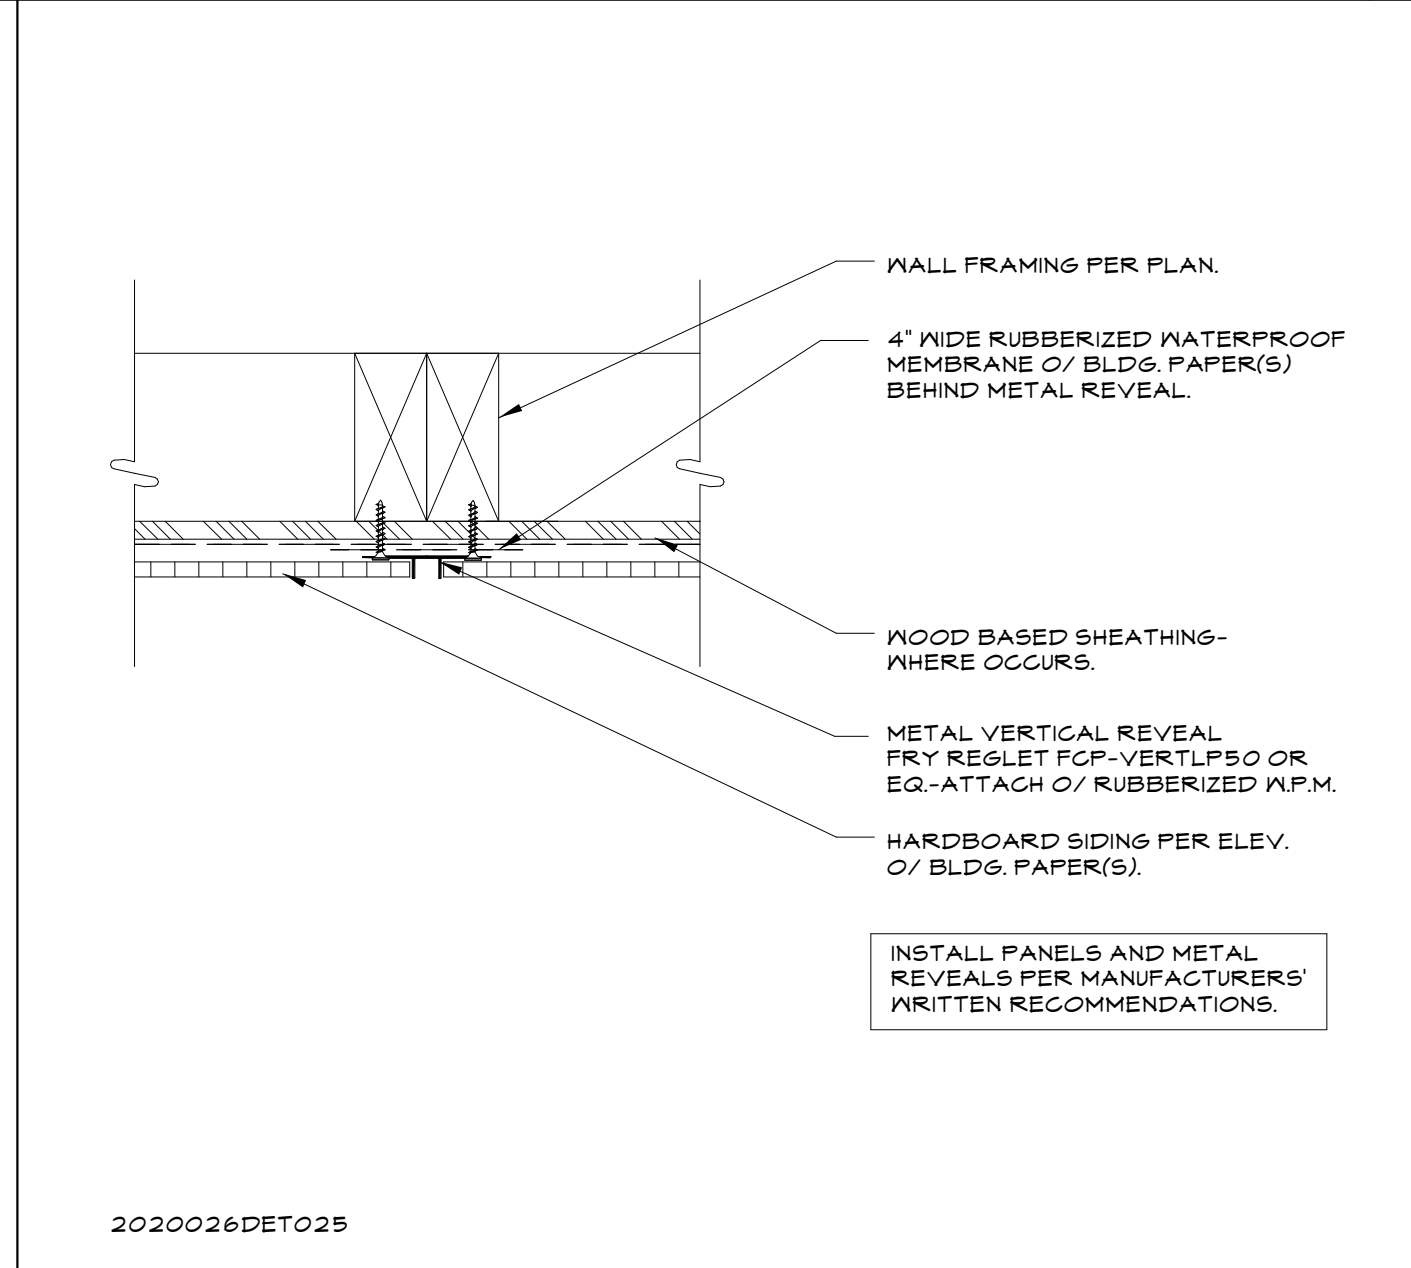 WALL FRAMING PER PLAN.
4" WIDE RUBBERIZED WATERPROOF
MEMBRANE O/ BLDG. PAPER(S)
BEHIND METAL REVEAL.
WOOD BASED SHEATHING-
WHERE OCCURS.
METAL VERTICAL REVEAL
FRY REGLET FCP-VERTLP50 OR
EQ.-ATTACH O/ RUBBERIZED W.P.M.
HARDBOARD SIDING PER ELEV.
O/ BLDG. PAPER(S).
INSTALL PANELS AND METAL
REVEALS PER MANUFACTURERS'
WRITTEN RECOMMENDATIONS.
2020026DET025